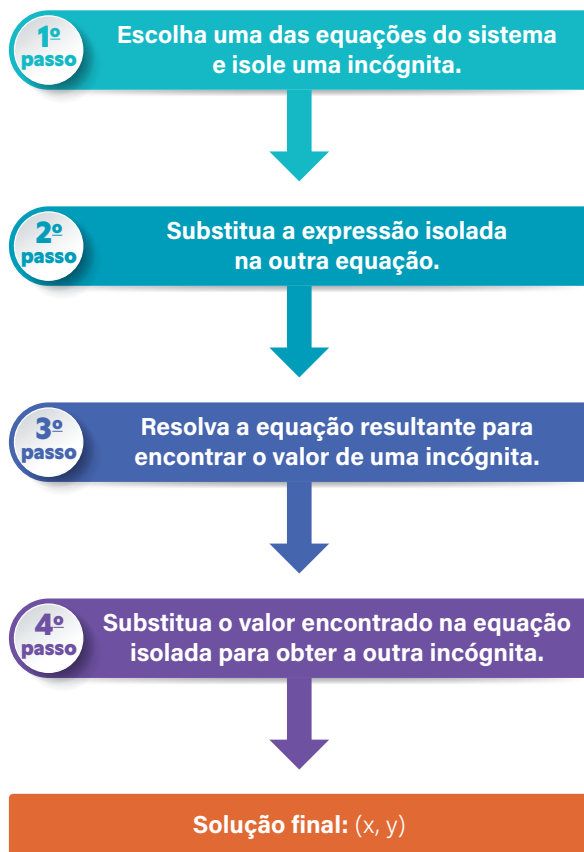 1º
passo
Escolha uma das equações do sistema
e isole uma incógnita.
2º
passo
Substitua a expressão isolada
na outra equação.
3º
passo
Resolva a equação resultante para
encontrar o valor de uma incógnita.
4º
passo
Substitua o valor encontrado na equação
isolada para obter a outra incógnita.
Solução final: (x, y)